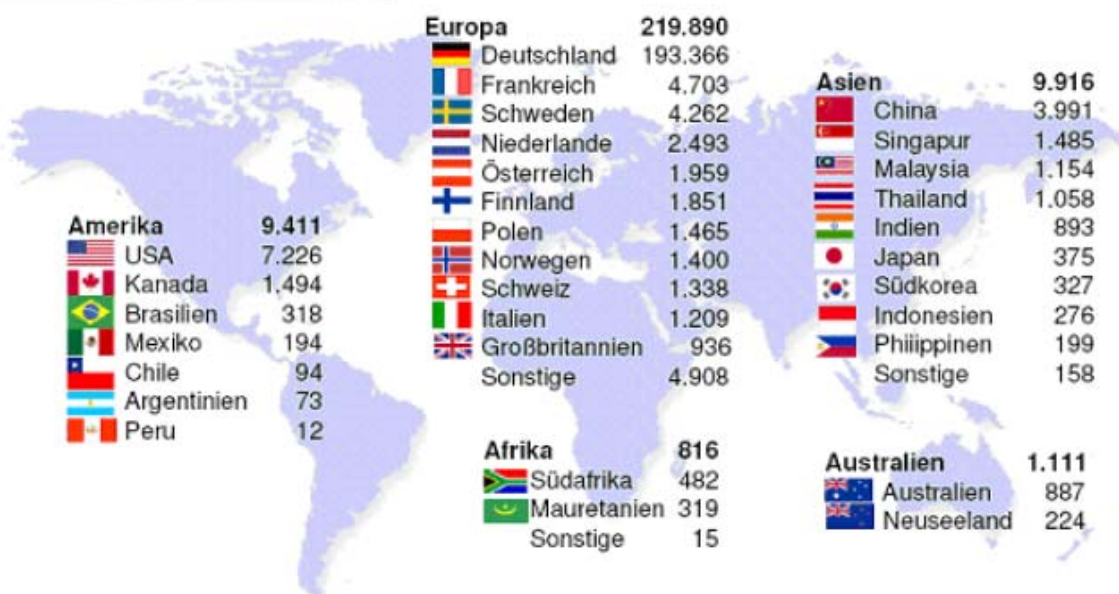 Europa 219.890
Deutschland 193.366
Frankreich 4.703
Schweden 4.262
Niederlande 2.493
Österreich 1.959
Finnland 1.851
Polen 1.465
Norwegen 1.400
Schweiz 1.338
Italien 1.209
Großbritannien 936
Sonstige 4.908
Asien 9.916
China 3.991
Singapur 1.485
Malaysia 1.154
Thailand 1.058
Indien 893
Japan 375
Südkorea 327
Indonesien 276
Phiiippinen 199
Sonstige 158
Amerika 9.411
USA 7.226
Kanada 1.494
Brasilien 318
Mexiko 194
Chile 94
Argentinien 73
Peru 12
Afrika 816
Südafrika 482
Mauretanien 319
Sonstige 15
Australien 1.111
Australien 887
Neuseeland 224